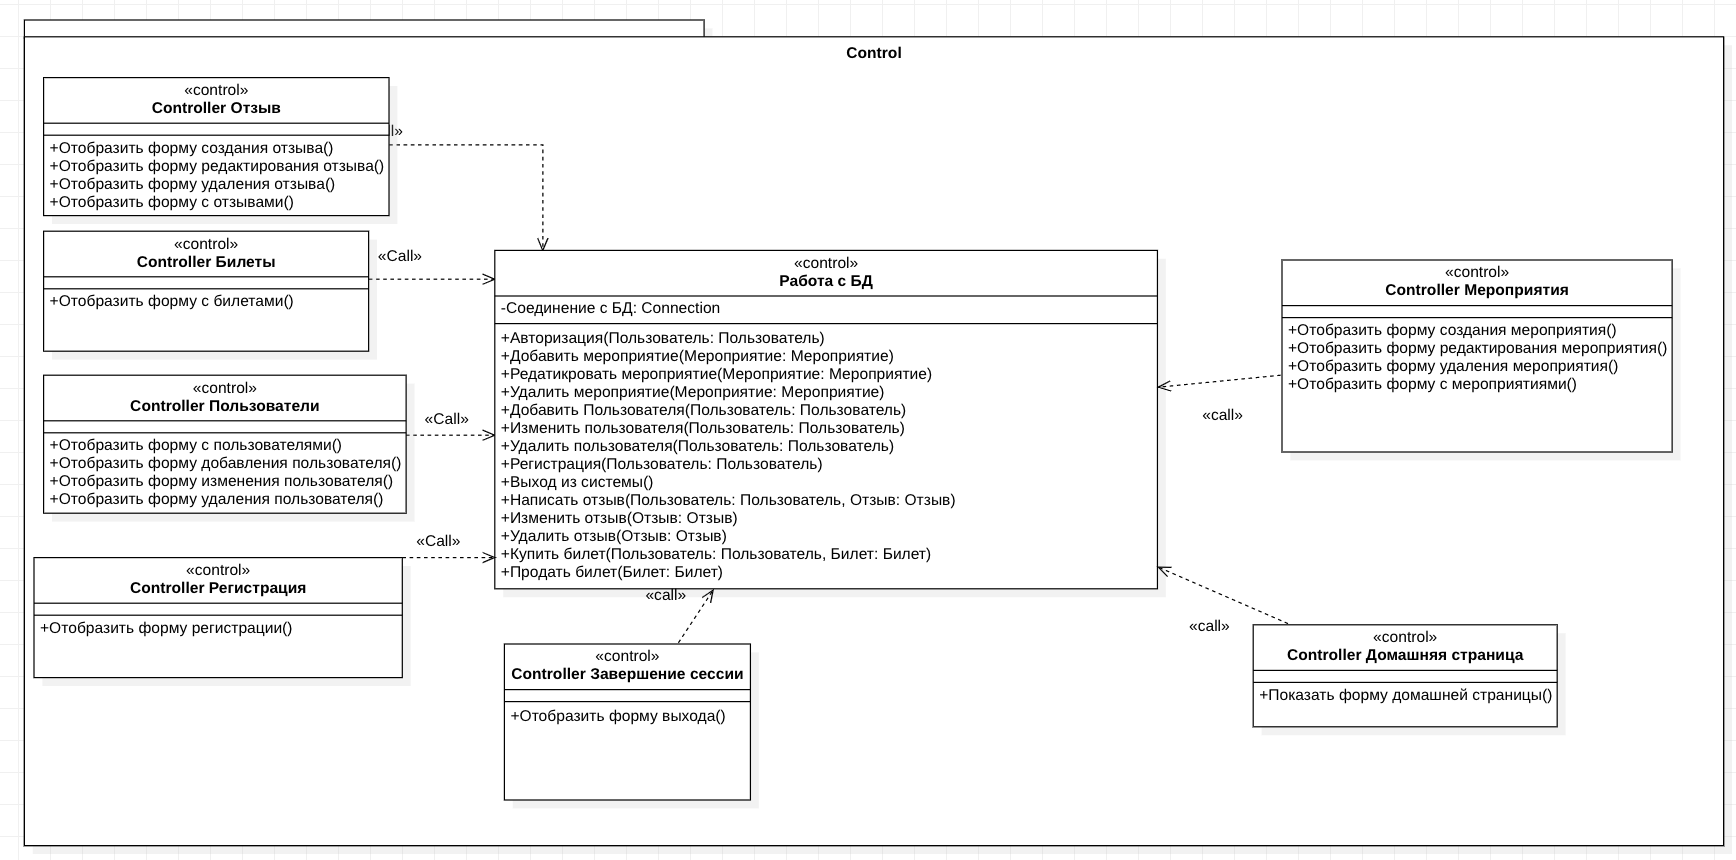 Control
«control»
Controller Отзыв
+Отобразить форму создания отзыва()
+Отобразить форму редактирования отзыва()
+Отобразить форму удаления отзыва()
+Отобразить форму с отзывами()
«control»
Controller Билеты
+Отобразить форму с билетами()
«Call»
«control»
Controller Пользователи
+Отобразить форму с пользователями()
+Отобразить форму добавления пользователя()
+Отобразить форму изменения пользователя()
+Отобразить форму удаления пользователя()
«Call»
«control»
Controller Регистрация
+Отобразить форму регистрации()
«Call»
«control»
Работа с БД
-Соединение с БД: Connection
+Авторизация(Пользователь: Пользователь)
+Добавить мероприятие(Мероприятие: Мероприятие)
+Редатикровать мероприятие(Мероприятие: Мероприятие)
+Удалить мероприятие(Мероприятие: Мероприятие)
+Добавить Пользователя(Пользователь: Пользователь)
+Изменить пользователя(Пользователь: Пользователь)
+Удалить пользователя(Пользователь: Пользователь)
+Регистрация(Пользователь: Пользователь)
+Выход из системы()
+Написать отзыв(Пользователь: Пользователь, Отзыв: Отзыв)
+Изменить отзыв(Отзыв: Отзыв)
+Удалить отзыв(Отзыв: Отзыв)
+Купить билет(Пользователь: Пользователь, Билет: Билет)
+Продать билет(Билет: Билет)
«call»
«control»
Controller Завершение сессии
+Отобразить форму выхода()
«control»
Controller Мероприятия
+Отобразить форму создания мероприятия()
+Отобразить форму редактирования мероприятия()
+Отобразить форму удаления мероприятия()
+Отобразить форму с мероприятиями()
«call»
«call»
«control»
Controller Домашняя страница
+Показать форму домашней страницы()